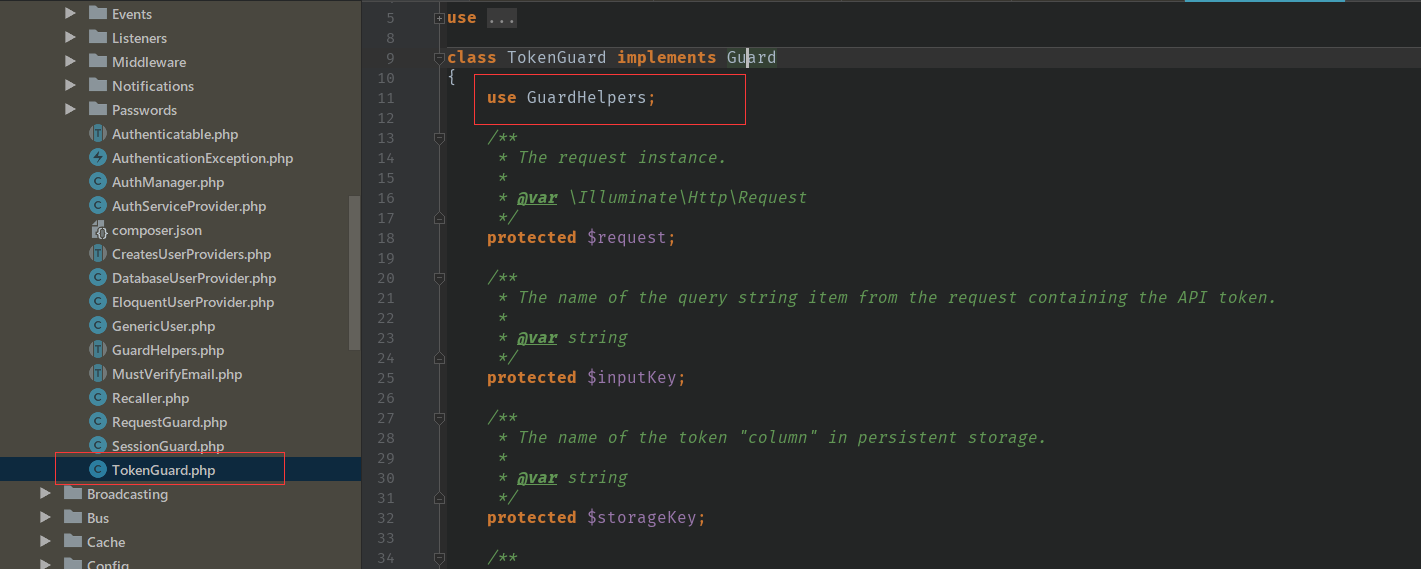 Events
Listeners
Middleware
Notifications
Passwords
Authenticatable.php
AuthenticationException.php
AuthManager.php
AuthServiceProvider.php
composer.json
CreatesUserProviders.php
DatabaseUserProvider.php
EloquentUserProvider.php
GenericUser.php
GuardHelpers.php
MustVerifyEmail.php
Recaller.php
RequestGuard.php
SessionGuard.php
TokenGuard.php
Broadcasting
Bus
Cache
Config
5 use ...
8
9 class TokenGuard implements Guard
10 {
11 use GuardHelpers;
12
13 /**
14 * The request instance.
15 *
16 * @var \Illuminate\Http\Request
17 */
18 protected $request;
19
20 /**
21 * The name of the query string item from the request containing the API token.
22 *
23 * @var string
24 */
25 protected $inputKey;
26
27 /**
28 * The name of the token "column" in persistent storage.
29 *
30 * @var string
31 */
32 protected $storageKey;
33
34 /**